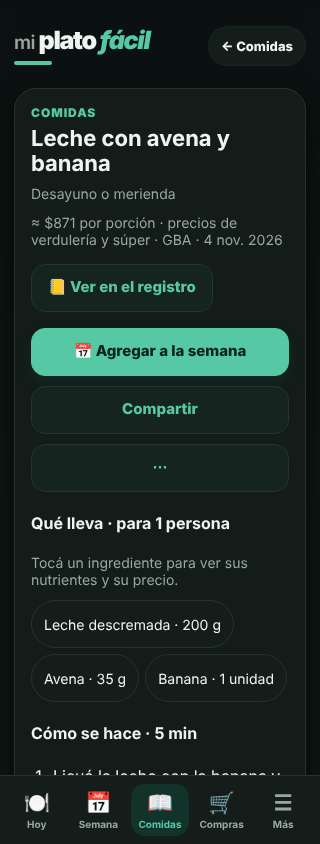 mi plato fácil
← Comidas
COMIDAS
Leche con avena y
banana
Desayuno o merienda
≈ $871 por porción · precios de
verdulería y súper · GBA · 4 nov. 2026
📒 Ver en el registro
📅 Agregar a la semana
Compartir
⋯
Qué lleva · para 1 persona
Tocá un ingrediente para ver sus
nutrientes y su precio.
Leche descremada · 200 g
Avena · 35 g
Banana · 1 unidad
Cómo se hace · 5 min
Hoy
Semana
Comidas
Compras
Más